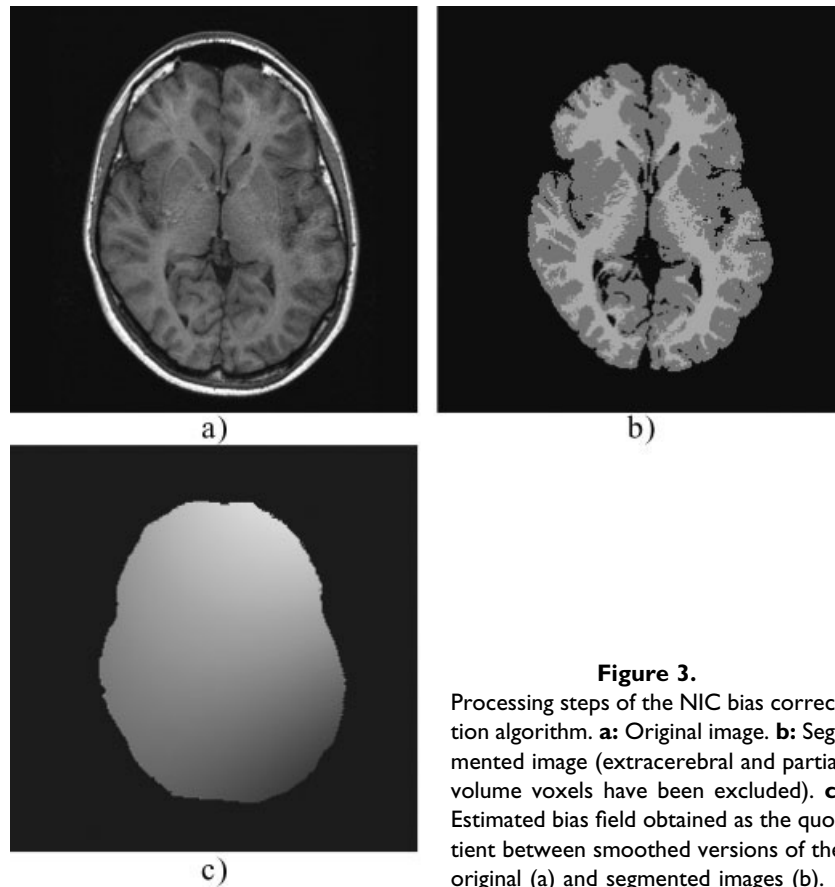 a)
b)
c)
Figure 3.
Processing steps of the NIC bias correc
tion algorithm. a: Original image. b: Seg
mented image (extracerebral and partia
volume voxels have been excluded). c
Estimated bias field obtained as the quo
tient between smoothed versions of the
original (a) and segmented images (b).